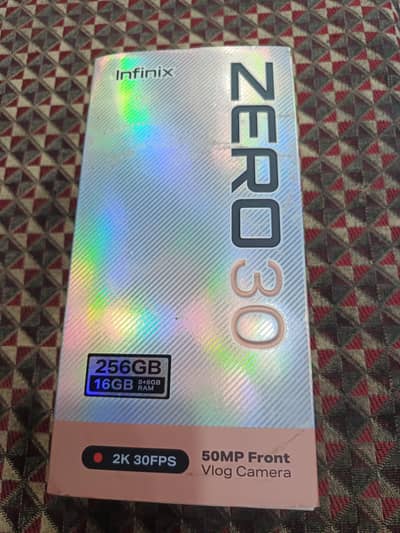 Infinix
ZERO 30
256GB
16GB 8+8GB
RAM
2K 30FPS
50MP Front
Vlog Camera